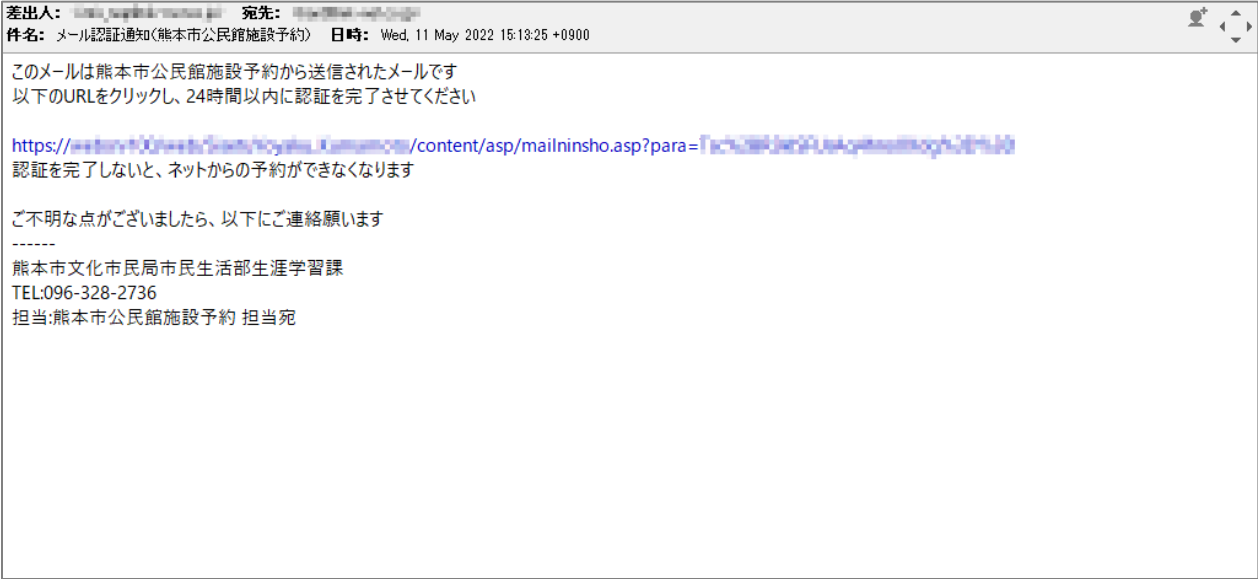 差出人: 宛先:
件名: メール認証通知(熊本市公民館施設予約) 日時: Wed, 11 May 2022 15:13:25 +0900
このメールは熊本市公民館施設予約から送信されたメールです
以下のURLをクリックし、24時間以内に認証を完了させてください
https:// /content/asp/mailninsho.asp?para=
認証を完了しないと、ネットからの予約ができなくなります
ご不明な点がございましたら、以下にご連絡願います
------
熊本市文化市民局市民生活部生涯学習課
TEL:096-328-2736
担当:熊本市公民館施設予約 担当宛